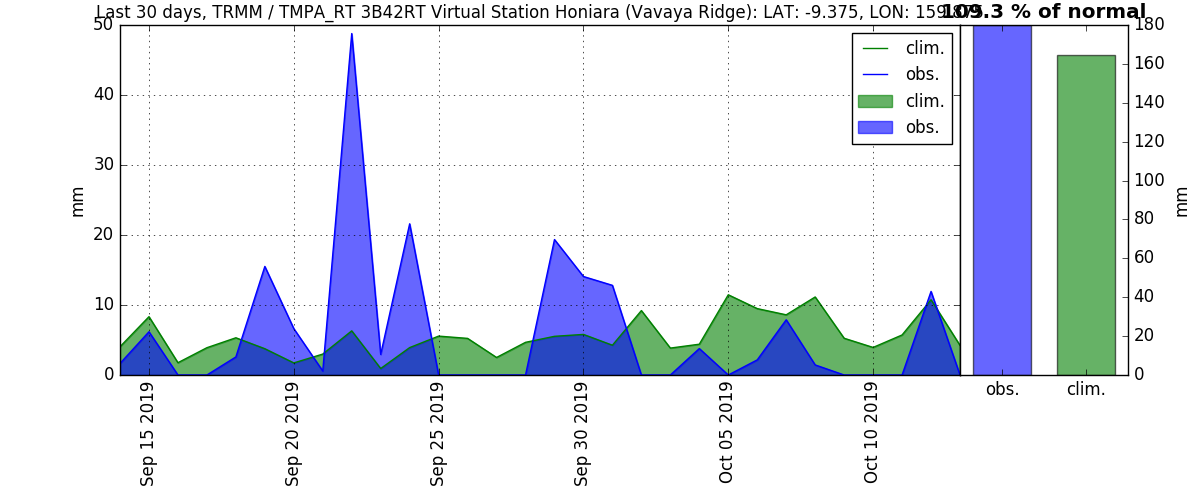 Last 30 days, TRMM / TMPA_RT 3B42RT Virtual Station Honiara (Vavaya Ridge): LAT: -9.375, LON:
109.3 % of normal
50
40
30
20
10
0
mm
clim.
obs.
clim.
obs.
Sep 15 2019
Sep 20 2019
Sep 25 2019
Sep 30 2019
Oct 05 2019
Oct 10 2019
180
160
140
120
100
80
60
40
20
0
mm
obs.
clim.